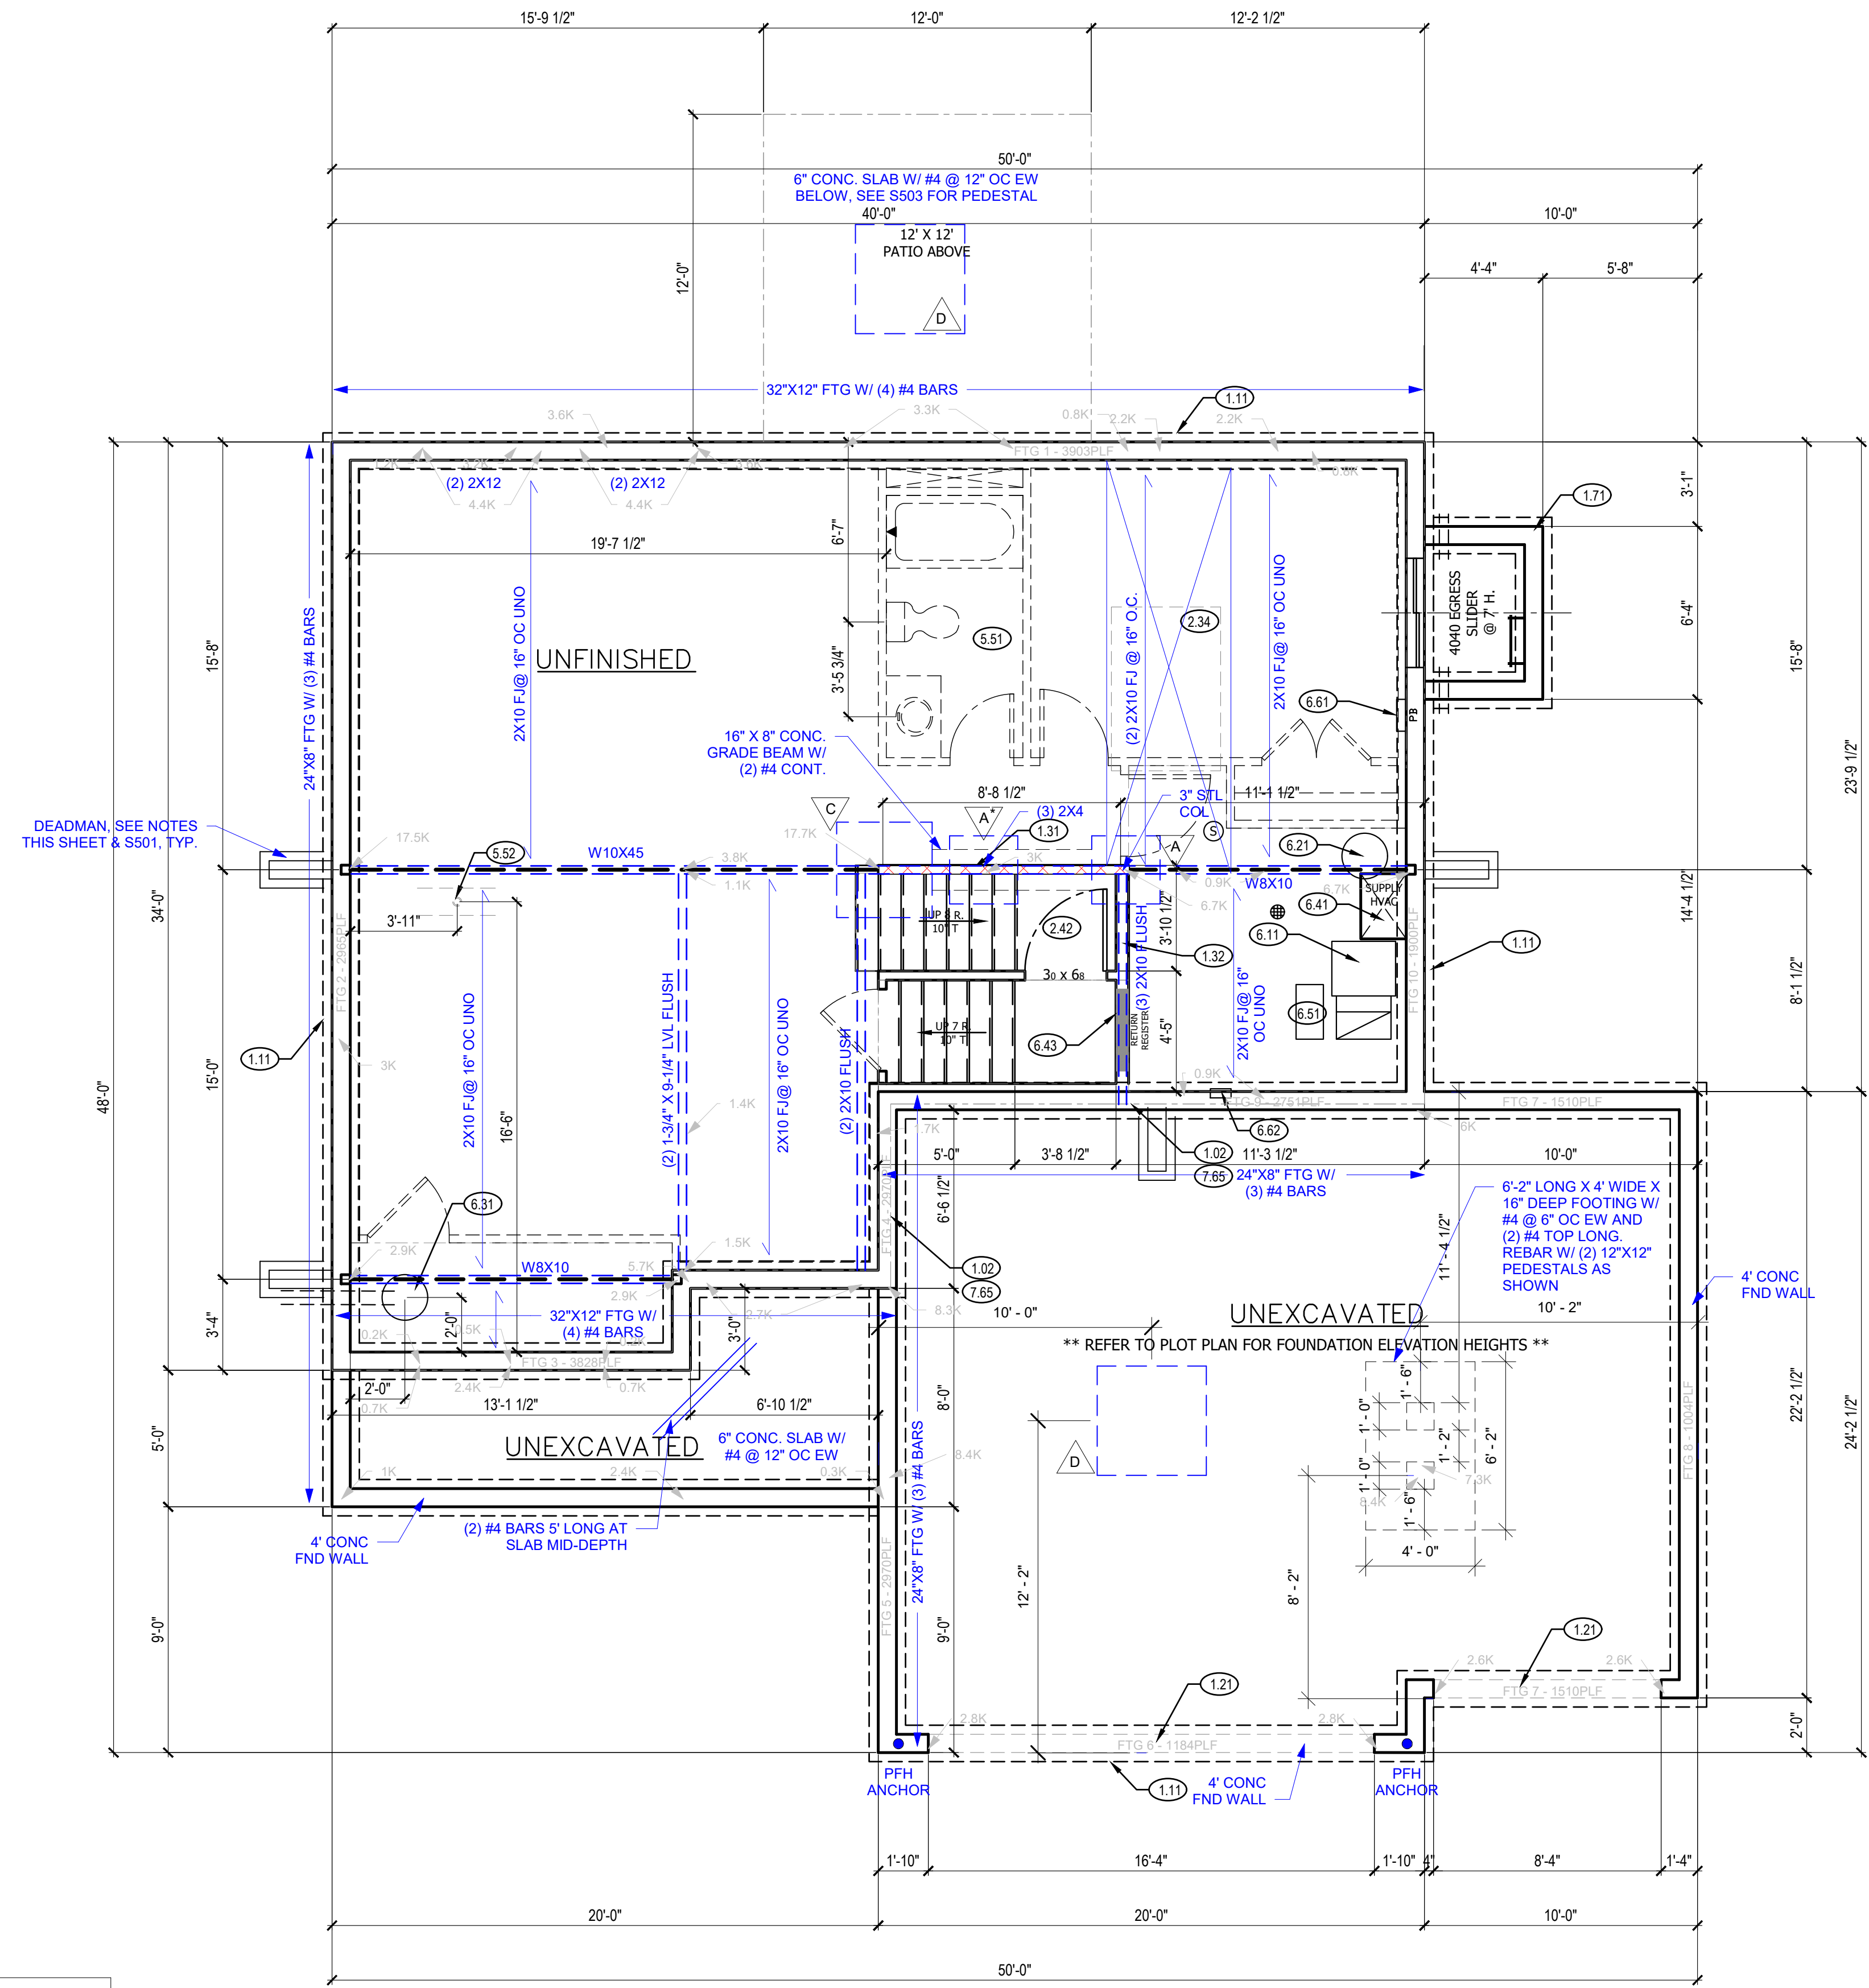 15'-9 1/2"
12'-0"
12'-2 1/2"
50'-0"
6" CONC. SLAB W/ #4 @ 12" OC EW
BELOW, SEE S503 FOR PEDESTAL
40'-0"
10'-0"
12' X 12'
PATIO ABOVE
12'-0"
4'-4"
5'-8"
D
32"X12" FTG W/ (4) #4 BARS
1.11
3.6K
3.3K
0.8K
2.2K
2.2K
FTG 1 - 3903PLF
0.8K
(2) 2X12
(2) 2X12
4.4K
4.4K
3'-1"
1.71
6'-7"
19'-7 1/2"
24"X8" FTG W/ (3) #4 BARS
2X10 FJ@ 16" OC UNO
(2) 2X10 FJ @ 16" O.C.
2X10 FJ@ 16" OC UNO
4040 EGRESS
SLIDER
@ 7' H.
6'-4"
2.34
5.51
UNFINISHED
15'-8"
15'-8"
3'-5 3/4"
6.61
PB
16" X 8" CONC.
GRADE BEAM W/
(2) #4 CONT.
23'-9 1/2"
8'-8 1/2"
3" STL
COL
11'-1 1/2"
C
A*
(3) 2X4
1.31
A
S
DEADMAN, SEE NOTES
THIS SHEET & S501, TYP.
17.5K
17.7K
5.52
W10X45
3.8K
1.1K
3K
0.9K
W8X10
6.7K
6.7K
6.21
SUPPLY
HVAC
6.41
3'-11"
UP 8 R.
10" T
2.42
3'-10 1/2"
6.11
34'-0"
14'-4 1/2"
1.11
FTG 2 - 2965PLF
FTG 10 - 1900PLF
1.32
30 x 68
(3) 2X10 FLUSH
6.51
8'-1 1/2"
1.11
3K
UP 7 R.
10" T
6.43
RETURN
REGISTER
4'-5"
2X10 FJ@ 16"
OC UNO
48'-0"
15'-0"
2X10 FJ@ 16" OC UNO
16'-6"
(2) 1-3/4" X 9-1/4" LVL FLUSH
1.4K
2X10 FJ@ 16" OC UNO
(2) 2X10 FLUSH
0.9K
FTG 9 - 2751PLF
FTG 7 - 1510PLF
6K
6.62
1.7K
5'-0"
3'-8 1/2"
1.02
7.65
11'-3 1/2"
10'-0"
24"X8" FTG W/
(3) #4 BARS
6.31
6'-6 1/2"
FTG 4 - 2970PLF
6'-2" LONG X 4' WIDE X
16" DEEP FOOTING W/
#4 @ 6" OC EW AND
(2) #4 TOP LONG.
REBAR W/ (2) 12"X12"
PEDESTALS AS
SHOWN
11' - 4 1/2"
2.9K
1.5K
5.7K
W8X10
2.9K
1.02
7.65
4' CONC
FND WALL
32"X12" FTG W/
(4) #4 BARS
2.7K
8.3K
10' - 0"
UNEXCAVATED
10' - 2"
3'-4"
2'-0"
3'-0"
0.2K
0.5K
FTG 3 - 3828PLF
** REFER TO PLOT PLAN FOR FOUNDATION ELEVATION HEIGHTS **
2'-0"
2.4K
0.7K
0.7K
13'-1 1/2"
6'-10 1/2"
8'-0"
1' - 6"
1' - 0"
1' - 2"
6' - 2"
FTG 8 - 1004PLF
22'-2 1/2"
24'-2 1/2"
5'-0"
UNEXCAVATED
6" CONC. SLAB W/
#4 @ 12" OC EW
D
8.4K
1K
2.4K
0.3K
1' - 0"
7.3K
8.4K
1' - 6"
4' CONC
FND WALL
(2) #4 BARS 5' LONG AT
SLAB MID-DEPTH
4' - 0"
FTG 5 - 2970PLF
24"X8" FTG W/ (3) #4 BARS
9'-0"
9'-0"
12' - 2"
8' - 2"
1.21
1.21
2.6K
2.6K
FTG 7 - 1510PLF
2.8K
2.8K
FTG 6 - 1184PLF
2'-0"
PFH
ANCHOR
1.11
4' CONC
FND WALL
PFH
ANCHOR
1'-10"
16'-4"
1'-10"
4"
8'-4"
1'-4"
20'-0"
20'-0"
10'-0"
50'-0"